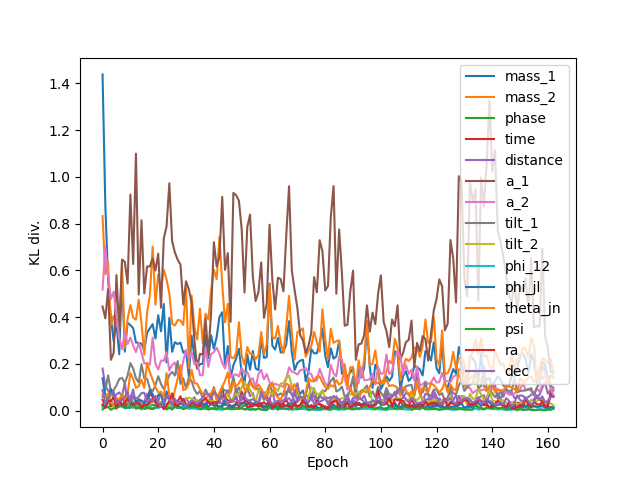 KL div.
1.4
1.2
1.0
0.8
0.6
0.4
0.2
0.0
mass_1
mass_2
phase
time
distance
a_1
a_2
tilt_1
tilt_2
phi_12
phi_jl
theta_jn
psi
ra
dec
0 20 40 60 80 100 120 140 160
Epoch